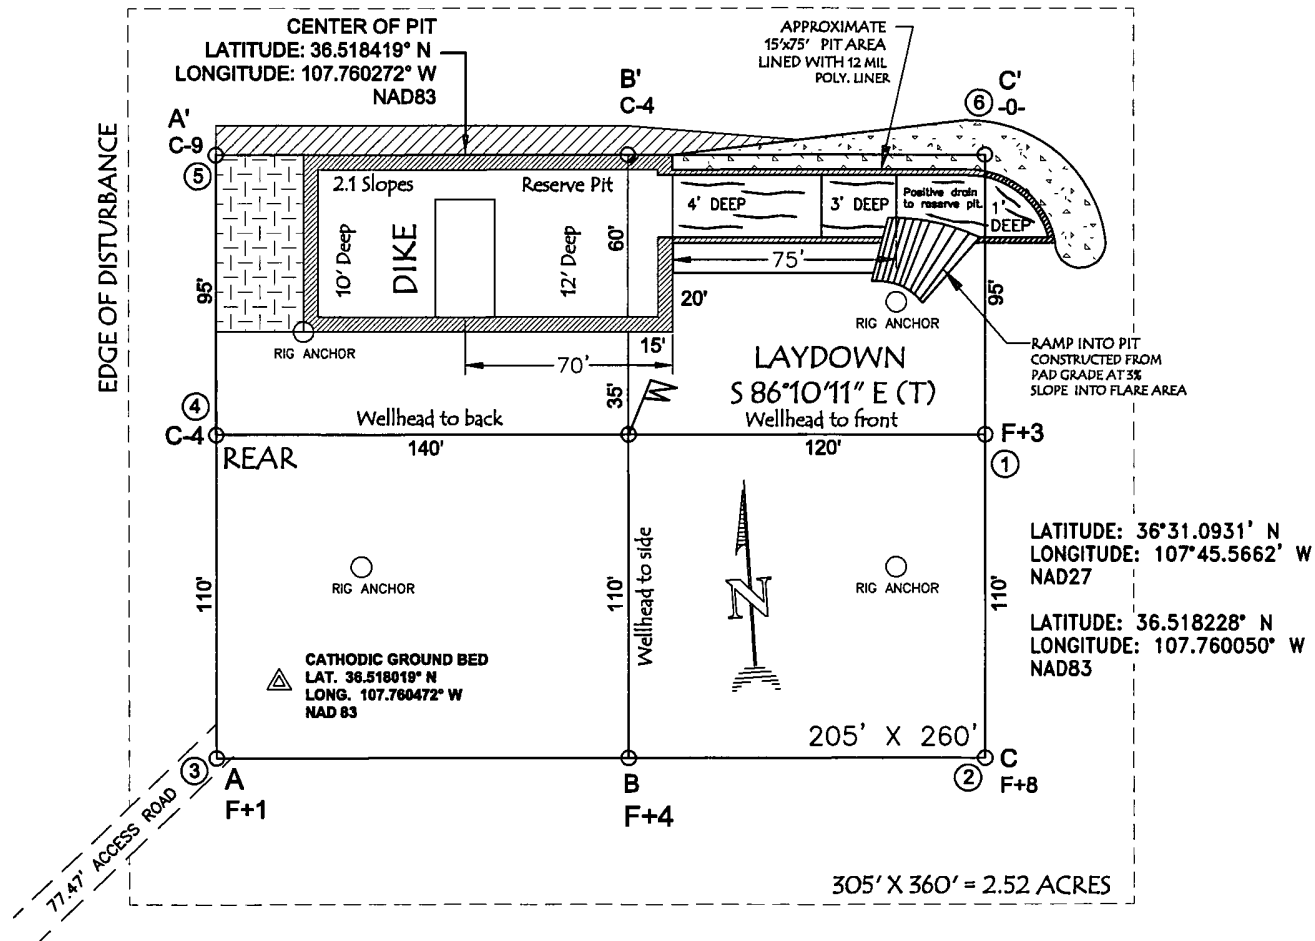 CENTER OF PIT
LATITUDE: 36.518419° N
LONGITUDE: 107.760272° W
NAD83
APPROXIMATE
15'x75' PIT AREA
LINED WITH 12 MIL
POLY. LINER
A'
C-9
B'
C-4
C'
6
-0-
EDGE OF DISTURBANCE
5
2.1 Slopes
Reserve Pit
10' Deep
DIKE
12' Deep
60'
4' DEEP
3' DEEP
Positive drain
to reserve pit.
1'
DEEP
75'
95'
20'
95'
RIG ANCHOR
RIG ANCHOR
15'
70'
35'
LAYDOWN
S 86°10'11" E (T)
RAMP INTO PIT
CONSTRUCTED FROM
PAD GRADE AT 3%
SLOPE INTO FLARE AREA
4
C-4
Wellhead to back
140'
Wellhead to front
120'
F+3
1
REAR
Wellhead to side
110'
110'
110'
N
RIG ANCHOR
RIG ANCHOR
LATITUDE: 36°31.0931' N
LONGITUDE: 107°45.5662' W
NAD27
LATITUDE: 36.518228° N
LONGITUDE: 107.760050° W
NAD83
CATHODIC GROUND BED
LAT. 36.518019° N
LONG. 107.760472° W
NAD 83
205' X 260'
3
A
F+1
B
F+4
2
C
F+8
77.47' ACCESS ROAD
305' X 360' = 2.52 ACRES